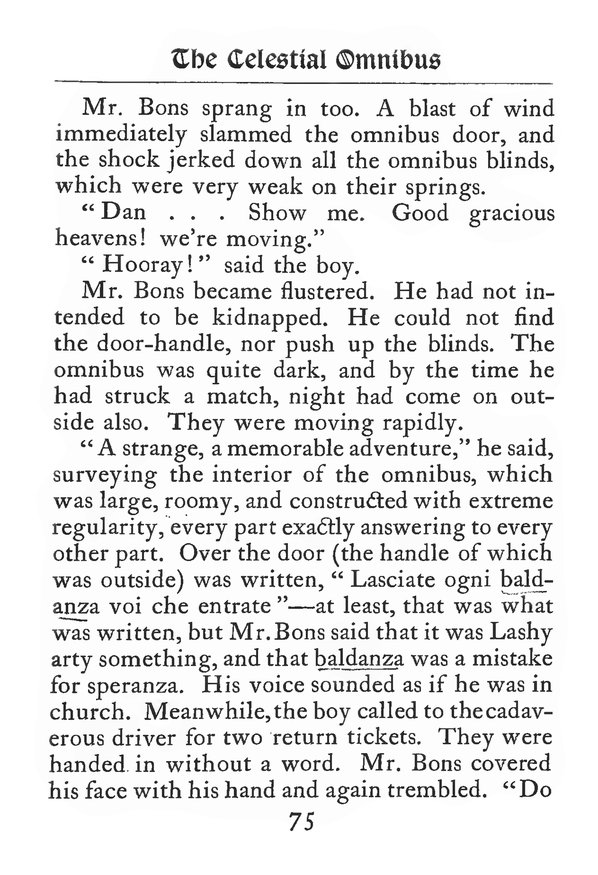 The Celestial Omnibus
Mr. Bons sprang in too. A blast of wind
immediately slammed the omnibus door, and
the shock jerked down all the omnibus blinds,
which were very weak on their springs.
“Dan . . . Show me. Good gracious
heavens! we’re moving.”
“Hooray!” said the boy.
Mr. Bons became flustered. He had not in-
tended to be kidnapped. He could not find
the door-handle, nor push up the blinds. The
omnibus was quite dark, and by the time he
had struck a match, night had come on out-
side also. They were moving rapidly.
“A strange, a memorable adventure,” he said,
surveying the interior of the omnibus, which
was large, roomy, and constructed with extreme
regularity, every part exactly answering to every
other part. Over the door (the handle of which
was outside) was written, “Lasciate ogni bald-
anza voi che entrate”—at least, that was what
was written, but Mr. Bons said that it was Lashy
arty something, and that baldanza was a mistake
for speranza. His voice sounded as if he was in
church. Meanwhile, the boy called to the cadav-
erous driver for two return tickets. They were
handed in without a word. Mr. Bons covered
his face with his hand and again trembled. “Do
75